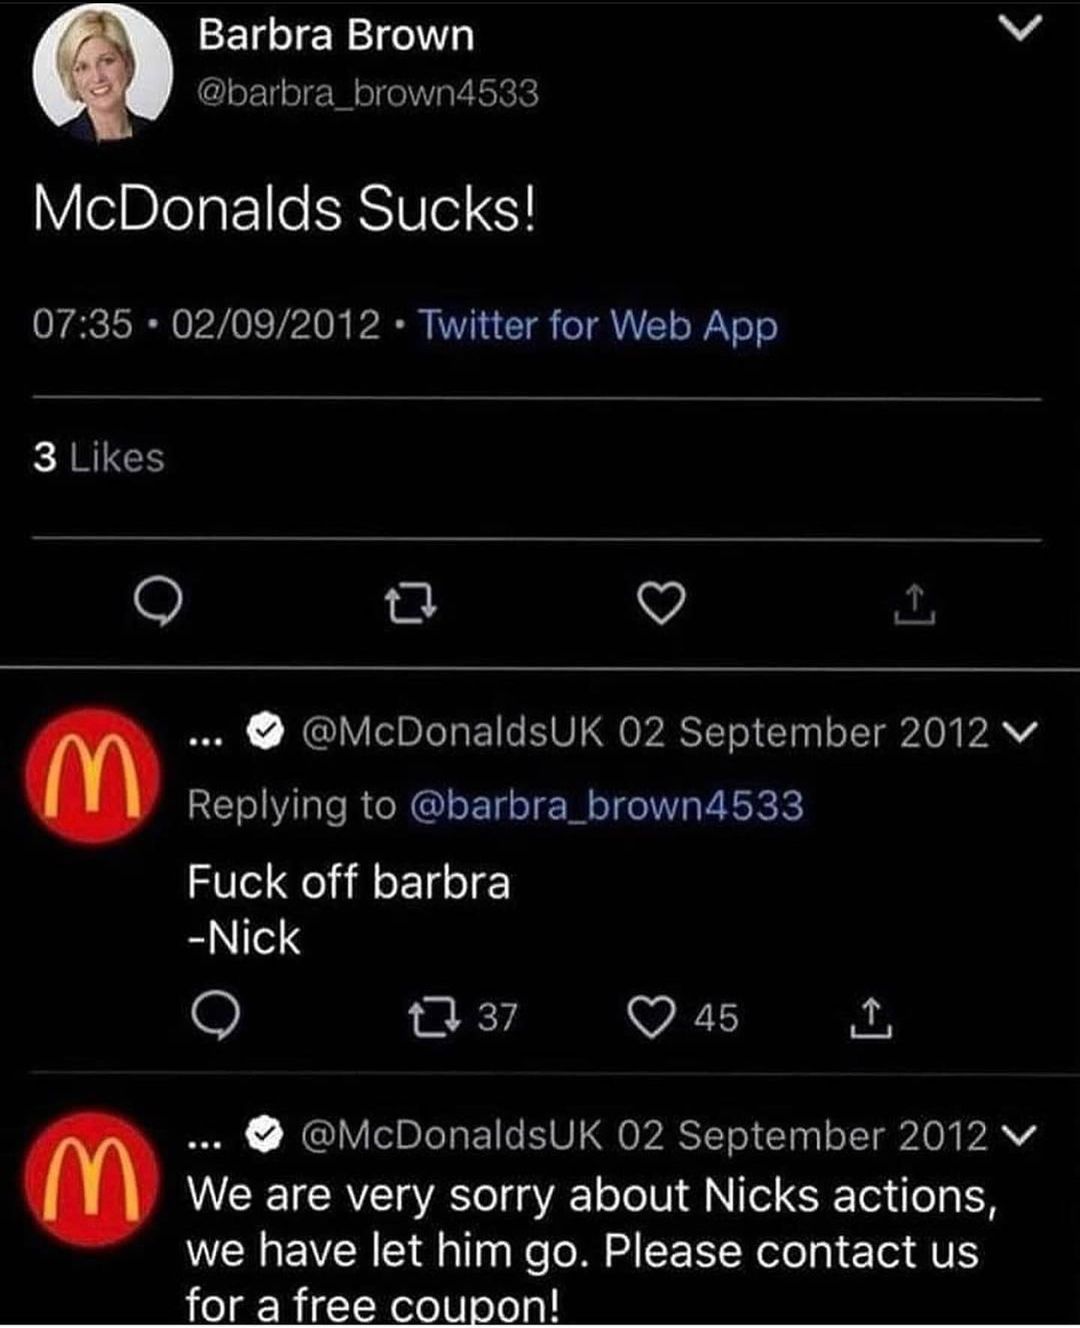 Barbra Brown
@barbra_brown4533
McDonalds Sucks!
07:35 • 02/09/2012 • Twitter for Web App
3 Likes
... @McDonaldsUK 02 September 2012
Replying to @barbra_brown4533
Fuck off barbra
-Nick
37 45
... @McDonaldsUK 02 September 2012
We are very sorry about Nicks actions,
we have let him go. Please contact us
for a free coupon!